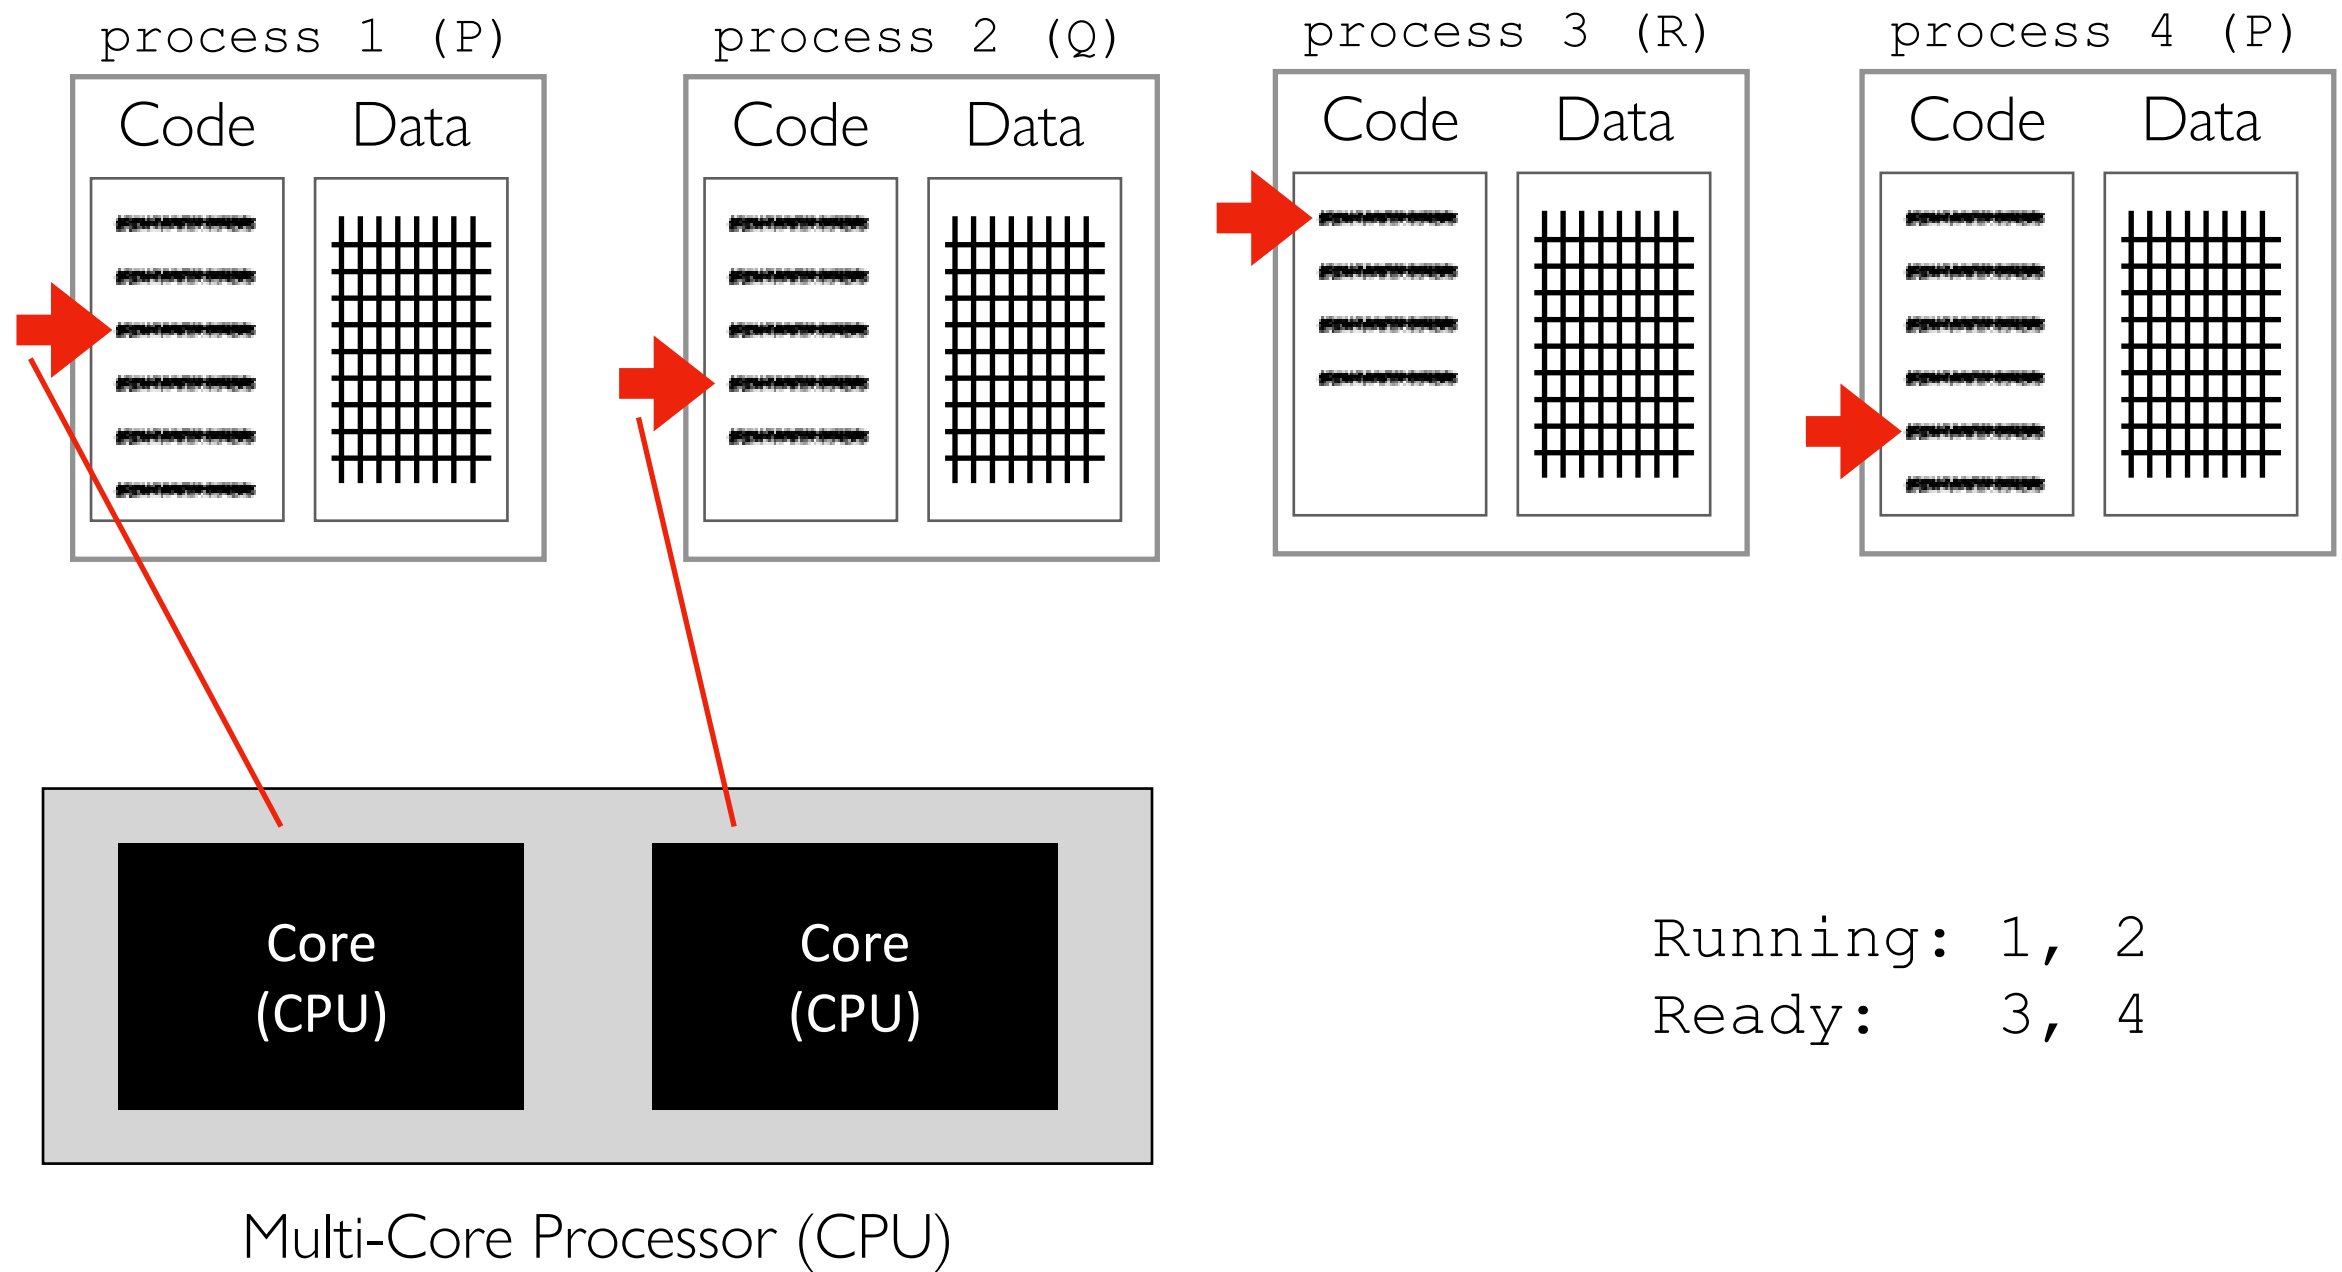 process 1 (P)
process 2 (Q)
process 3 (R)
process 4 (P)
Code Data
Code Data
Code Data
Code Data
Core
(CPU)
Core
(CPU)
Running: 1, 2
Ready: 3, 4
Multi-Core Processor (CPU)